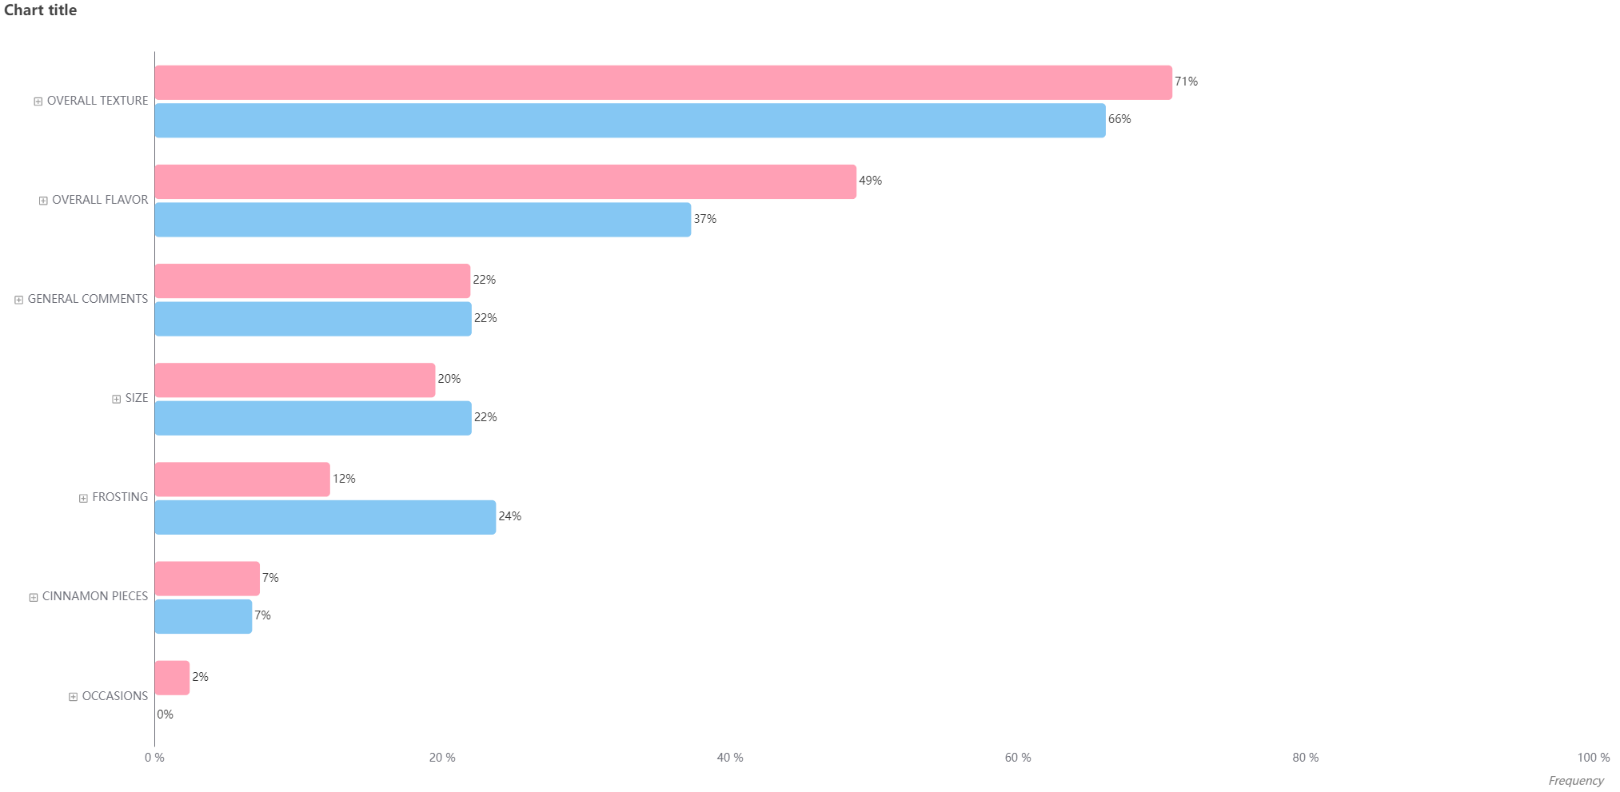 Chart title
OVERALL TEXTURE
71%
66%
OVERALL FLAVOR
49%
37%
GENERAL COMMENTS
22%
22%
SIZE
20%
22%
FROSTING
12%
24%
CINNAMON PIECES
7%
7%
OCCASIONS
2%
0%
0 % 20 % 40 % 60 % 80 % 100 %
Frequency